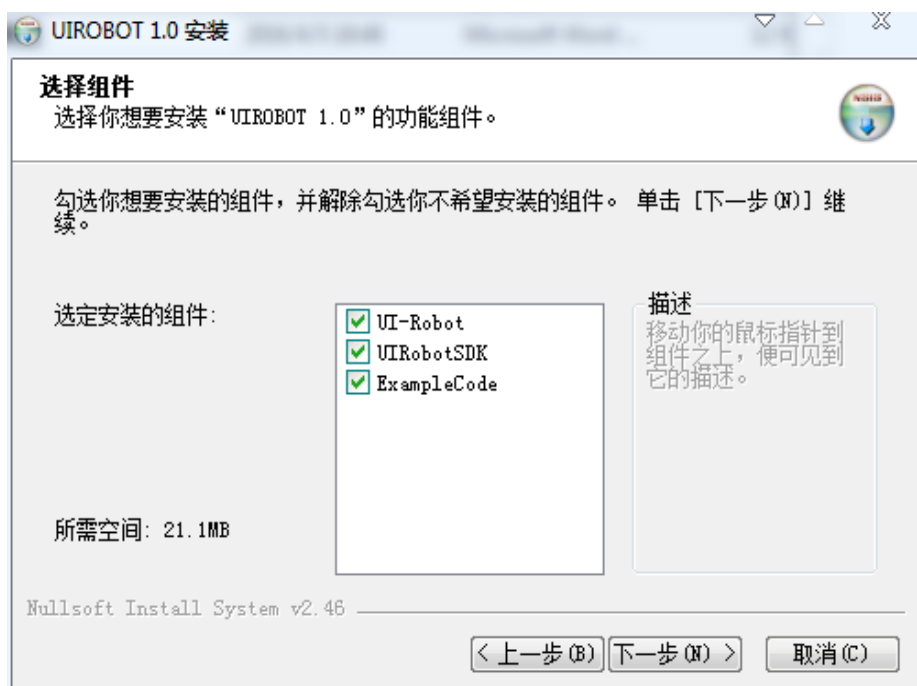 UIROBOT 1.0 安装
选择组件
选择你想要安装“UIROBOT 1.0”的功能组件。
勾选你想要安装的组件，并解除勾选你不希望安装的组件。 单击 [下一步(N)] 继
续。
选定安装的组件:
UI-Robot
UIRobotSDK
ExampleCode
描述
移动你的鼠标指针到
组件之上，便可见到
它的描述。
所需空间: 21.1MB
Nullsoft Install System v2.46
< 上一步(B) 下一步(N) > 取消(C)